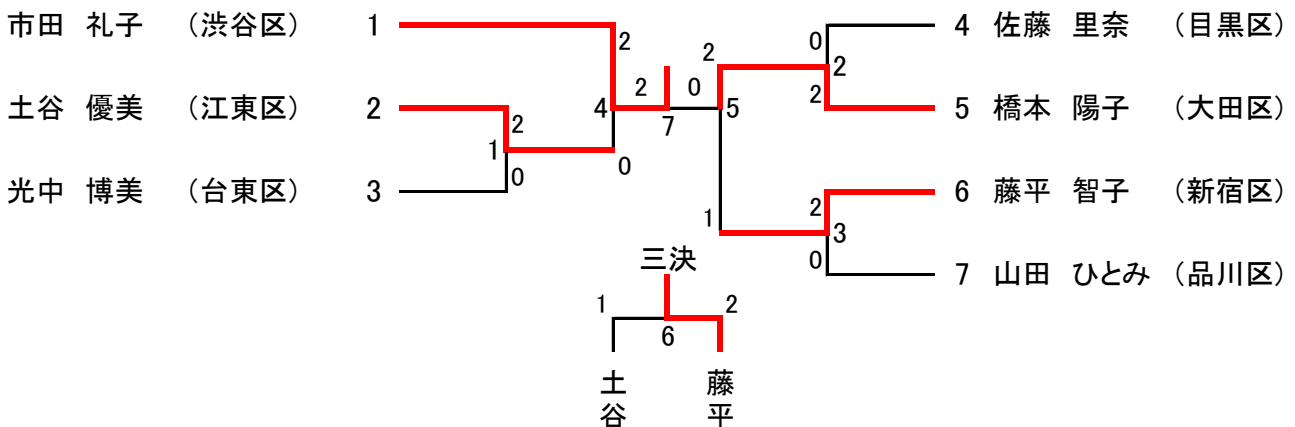 市田 礼子 (渋谷区) 1
土谷 優美 (江東区) 2
光中 博美 (台東区) 3
2
2
1
0
4
0
2
7
0
2
5
1
0
2
2
2
3
0
4 佐藤 里奈 (目黒区)
5 橋本 陽子 (大田区)
6 藤平 智子 (新宿区)
7 山田 ひとみ (品川区)
三決
1
6
2
土谷
藤平